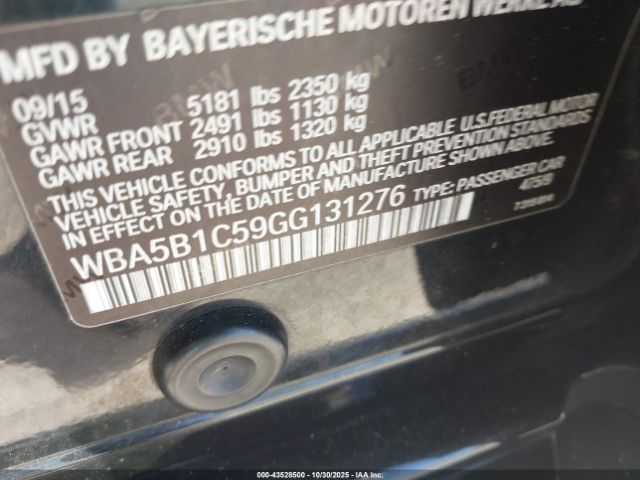 MFD BY BAYERISCHE MOTOREN WERKE AG
09/15
GVWR 5181 lbs 2350 kg
GAWR FRONT 2491 lbs 1130 kg
GAWR REAR 2910 lbs 1320 kg
THIS VEHICLE CONFORMS TO ALL APPLICABLE U.S.FEDERAL MOTOR
VEHICLE SAFETY, BUMPER AND THEFT PREVENTION STANDARDS
IN EFFECT ON THE DATE OF MANUFACTURE SHOWN ABOVE.
WBA5B1C59GG131276 TYPE: PASSENGER CAR
475S
000-43528500 - 10/30/2025 - IAA Inc.